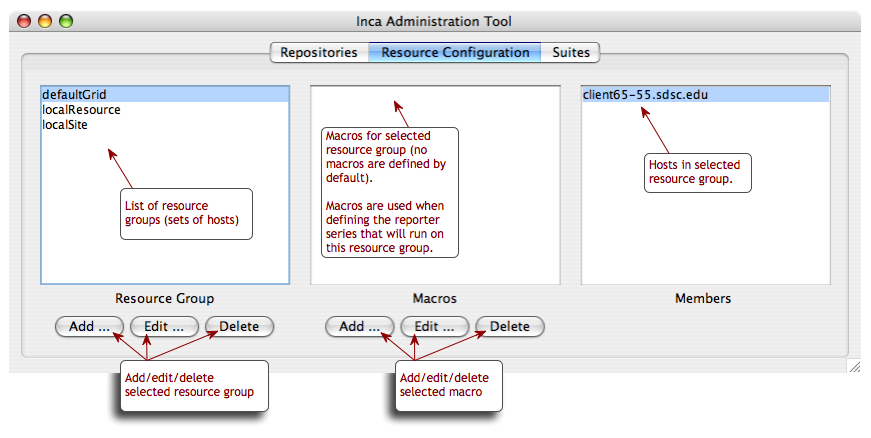 Inca Administration Tool
Repositories
Resource Configuration
Suites
defaultGrid
localResource
localSite
List of resource
groups (sets of hosts)
Macros for selected
resource group (no
macros are defined by
default).
Macros are used when
defining the reporter
series that will run on
this resource group.
client65-55.sdsc.edu
Hosts in selected
resource group.
Resource Group
Macros
Members
Add ...
Edit ...
Delete
Add ...
Edit ...
Delete
Add/edit/delete
selected resource group
Add/edit/delete
selected macro